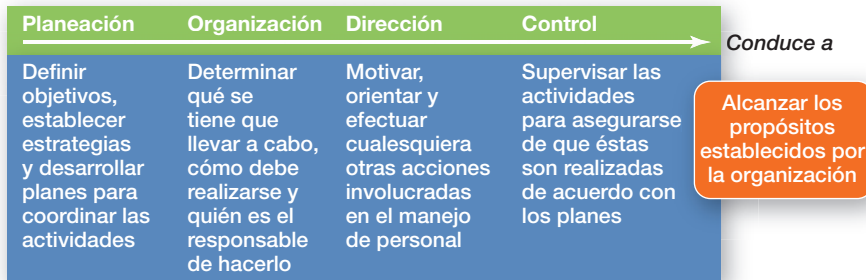 Planeación
Organización
Dirección
Control
Conduce a
Definir
objetivos,
establecer
estrategias
y desarrollar
planes para
coordinar las
actividades
Determinar
qué se
tiene que
llevar a cabo,
cómo debe
realizarse y
quién es el
responsable
de hacerlo
Motivar,
orientar y
efectuar
cualesquiera
otras acciones
involucradas
en el manejo
de personal
Supervisar las
actividades
para asegurarse
de que éstas
son realizadas
de acuerdo con
los planes
Alcanzar los
propósitos
establecidos por
la organización